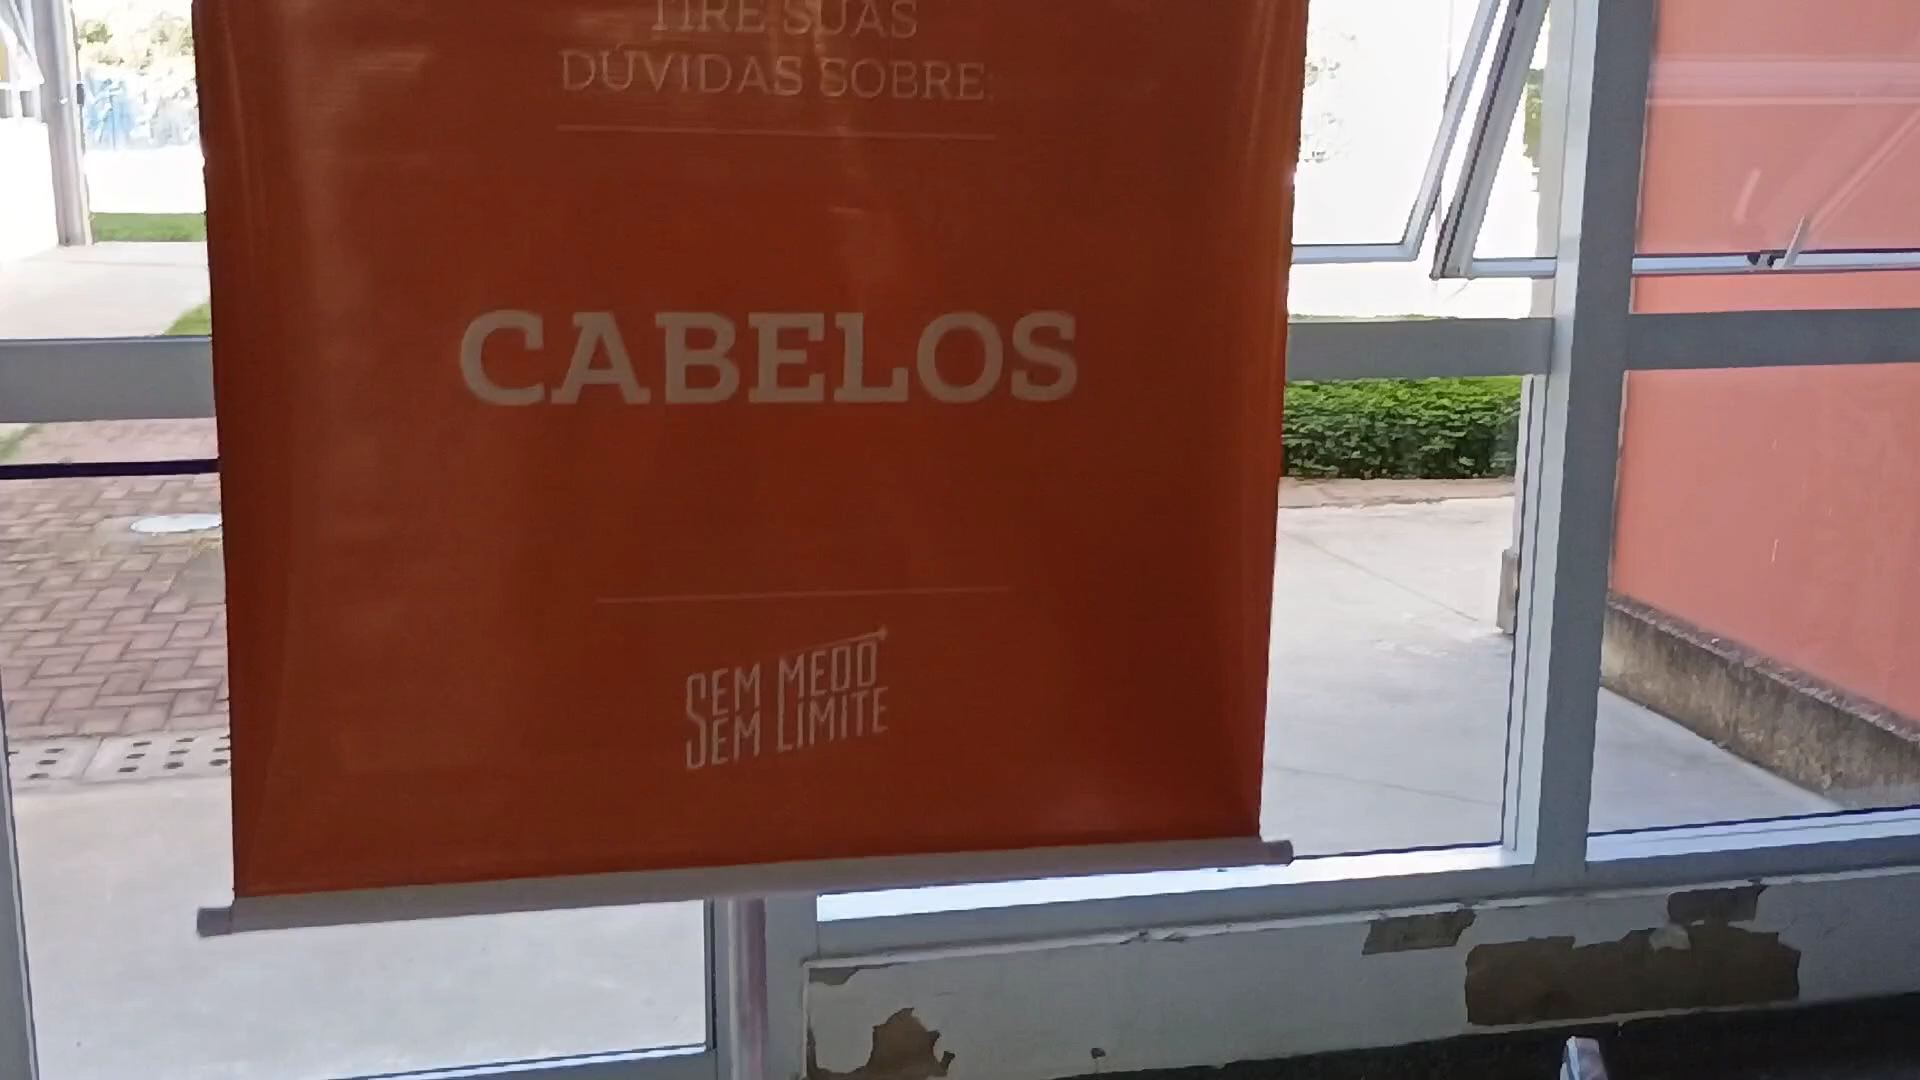 TIRE SUAS
DÚVIDAS SOBRE:
CABELOS
SEM MEDO
SEM LIMITE